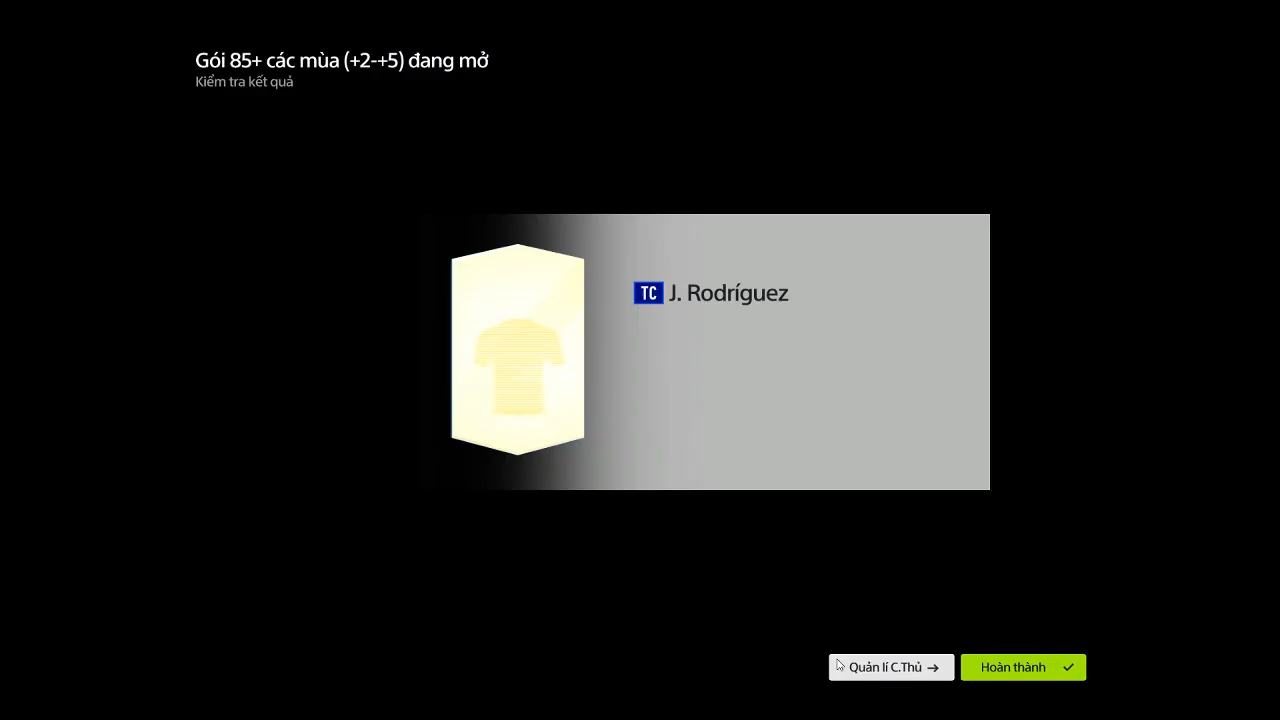 Gói 85+ các mùa (+2-+5) đang mở
Kiểm tra kết quả
TC J. Rodríguez
Quản lí C.Thủ
Hoàn thành